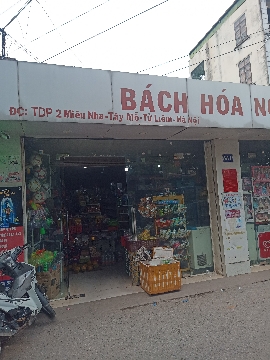 BÁCH HÓA
ĐC: TDP 2 Miêu Nha-Tây Mỗ-Từ Liêm-Hà Nội